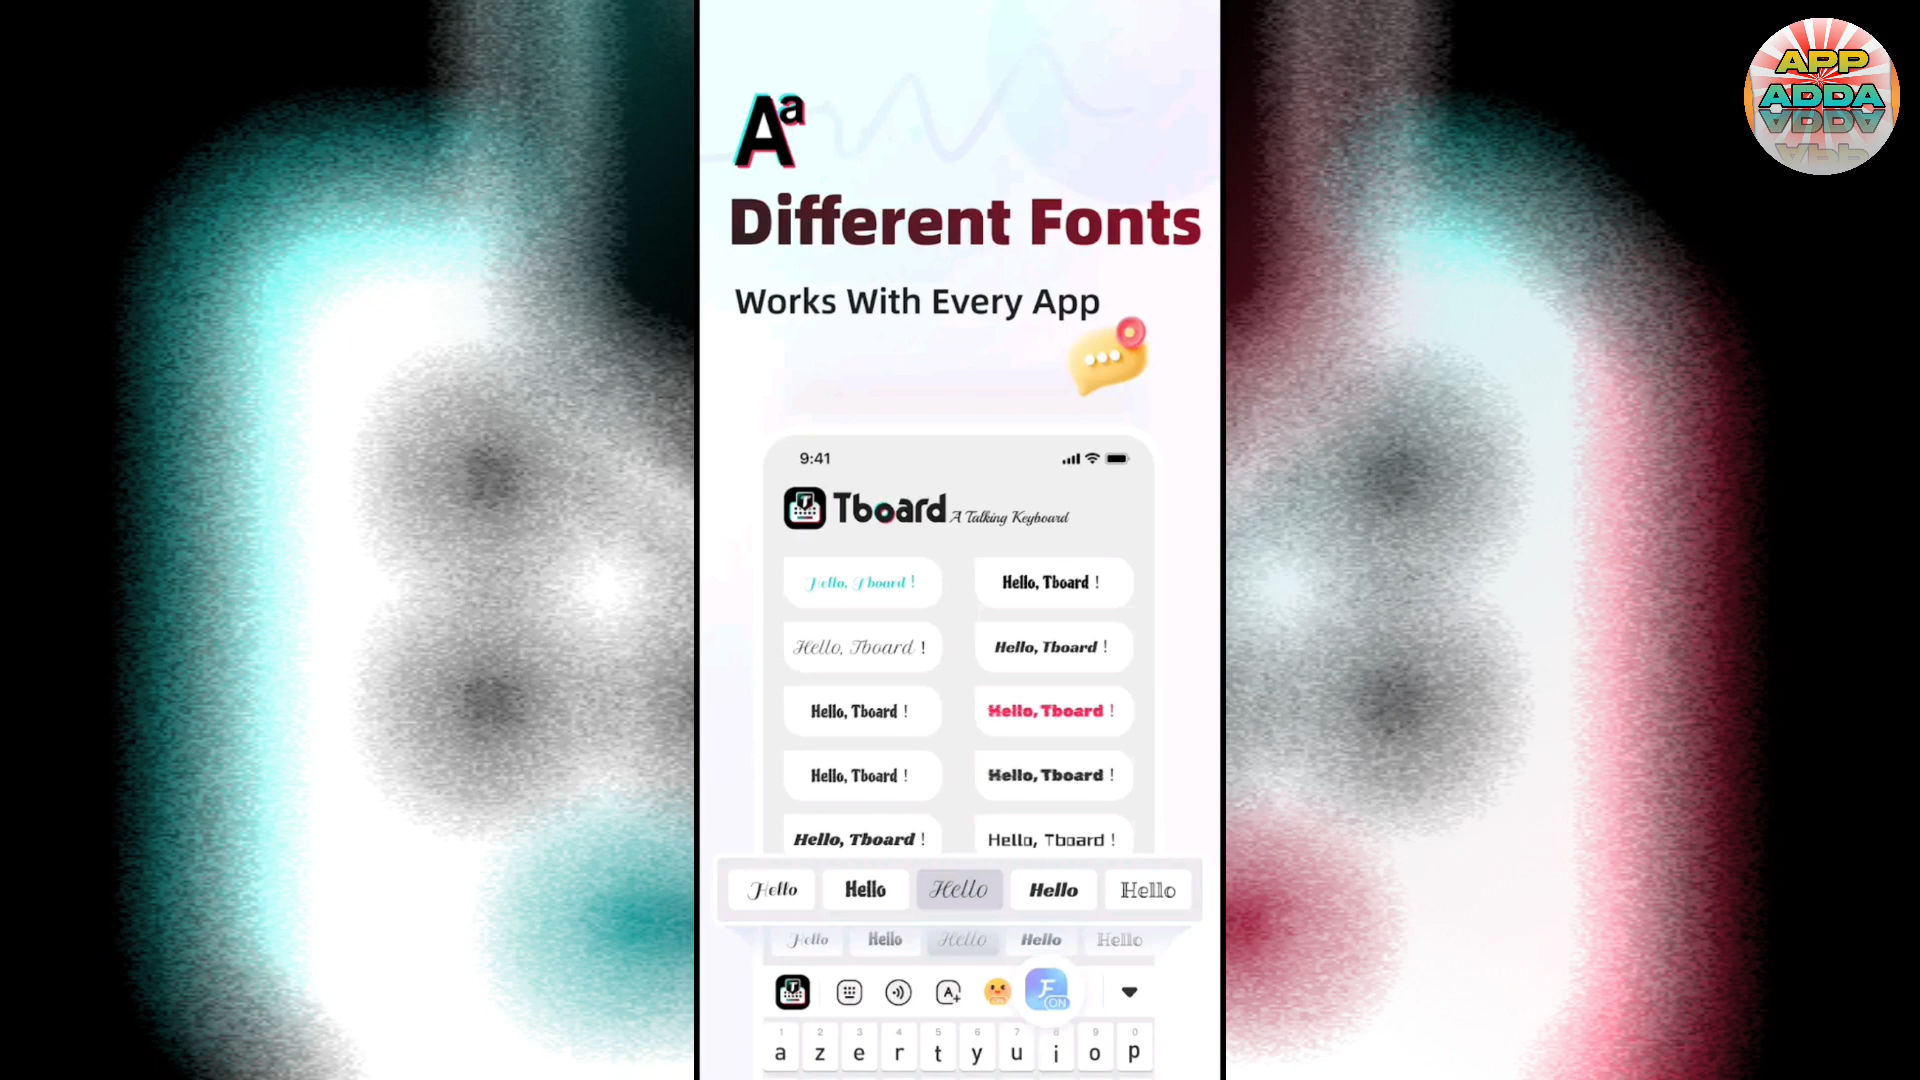 APP
ADDA
Aa
Different Fonts
Works With Every App
9:41
Tboard A Talking Keyboard
Hello, Tboard !
Hello, Tboard !
Hello, Tboard !
Hello, Tboard !
Hello, Tboard !
Hello, Tboard !
Hello, Tboard !
Hello, Tboard !
Hello, Tboard !
Hello, Tboard !
Hello Hello Hello Hello Hello
Hello Hello Hello Hello Hello
T A+ ON F ON
1 2 3 4 5 6 7 8 9 0
a z e r t y u i o p